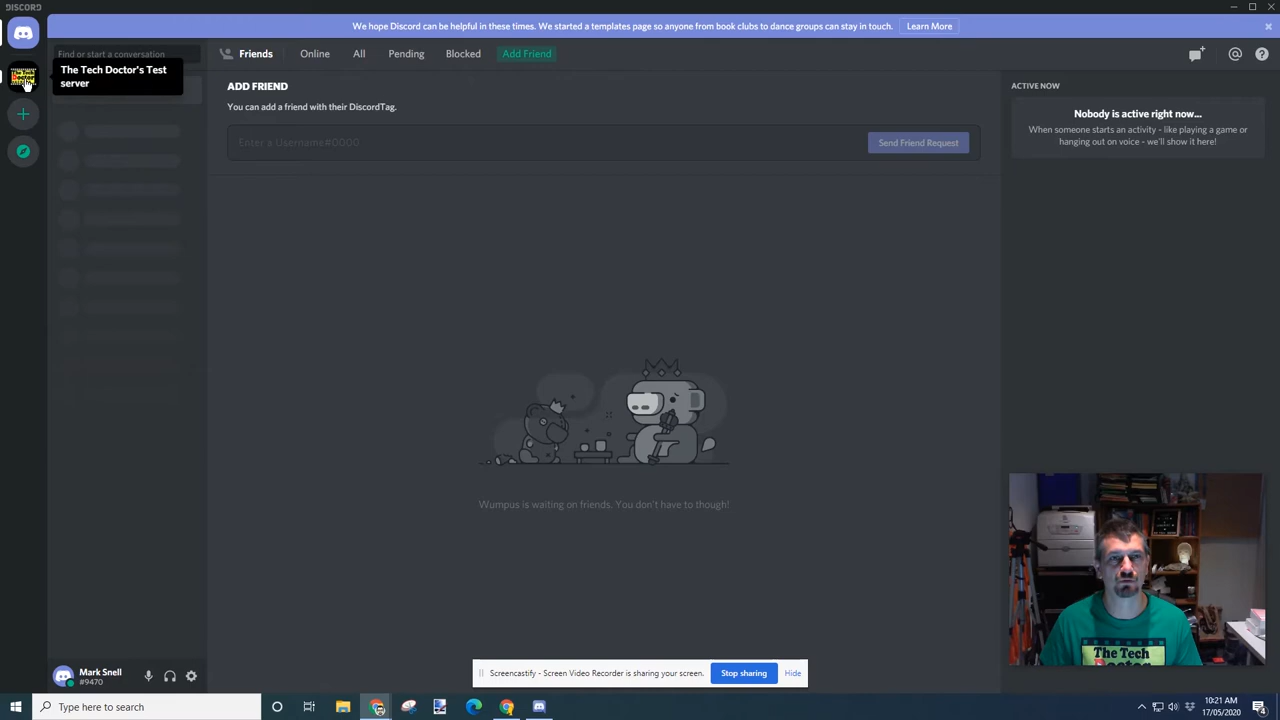 DISCORD
We hope Discord can be helpful in these times. We started a templates page so anyone from book clubs to dance groups can stay in touch.
Learn More
Find or start a conversation
Friends
Online
All
Pending
Blocked
Add Friend
The Tech Doctor's Test
server
The Tech
Doctor
ADD FRIEND
You can add a friend with their DiscordTag.
Enter a Username#0000
Send Friend Request
ACTIVE NOW
Nobody is active right now...
When someone starts an activity - like playing a game or
hanging out on voice - we'll show it here!
Wumpus is waiting on friends. You don't have to though!
The Tech
Doctor
Mark Snell
#9470
Screencastify - Screen Video Recorder is sharing your screen.
Stop sharing
Hide
Type here to search
10:21 AM
17/05/2020
4